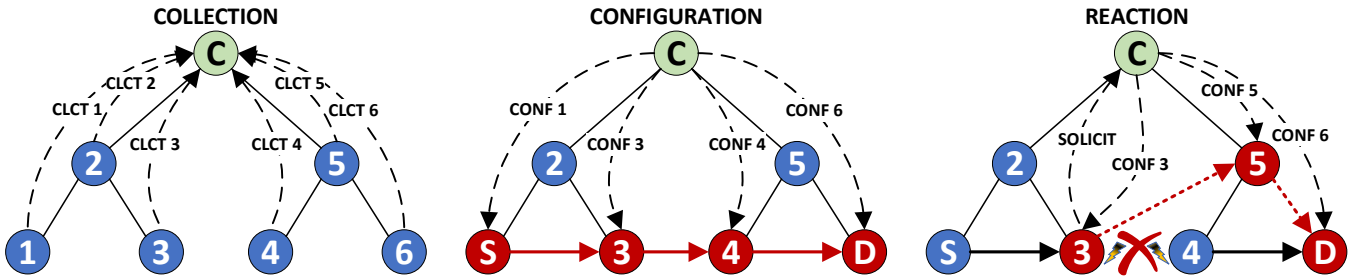 COLLECTION
C
CLCT 2
CLCT 5
CLCT 1
CLCT 6
CLCT 3
CLCT 4
2
5
1
3
4
6
CONFIGURATION
C
CONF 1
CONF 6
CONF 3
CONF 4
2
5
S
3
4
D
REACTION
C
CONF 5
CONF 6
SOLICIT
CONF 3
2
5
S
3
4
D